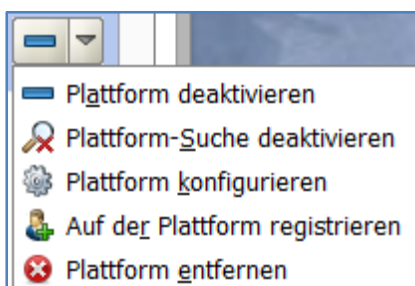 Plattform deaktivieren
Plattform-Suche deaktivieren
Plattform konfigurieren
Auf der Plattform registrieren
Plattform entfernen